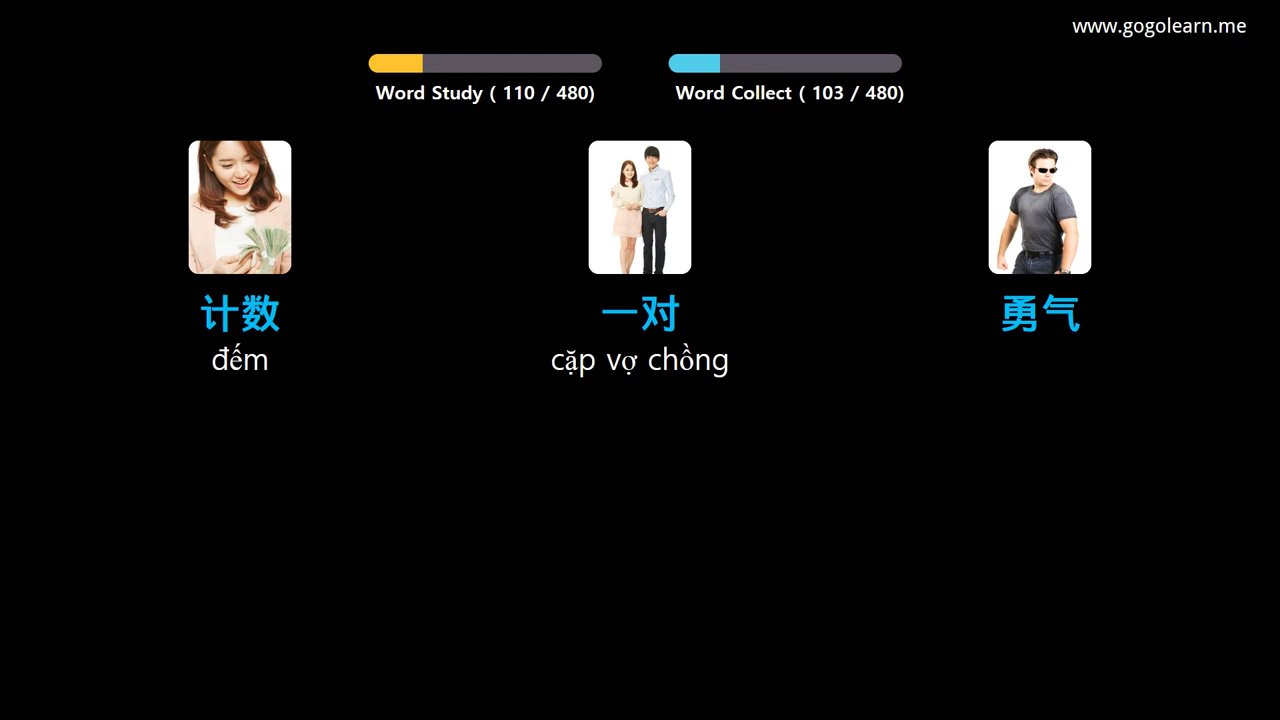 www.gogolearn.me
Word Study ( 110 / 480)
Word Collect ( 103 / 480)
计数
一对
勇气
đếm
cặp vợ chồng